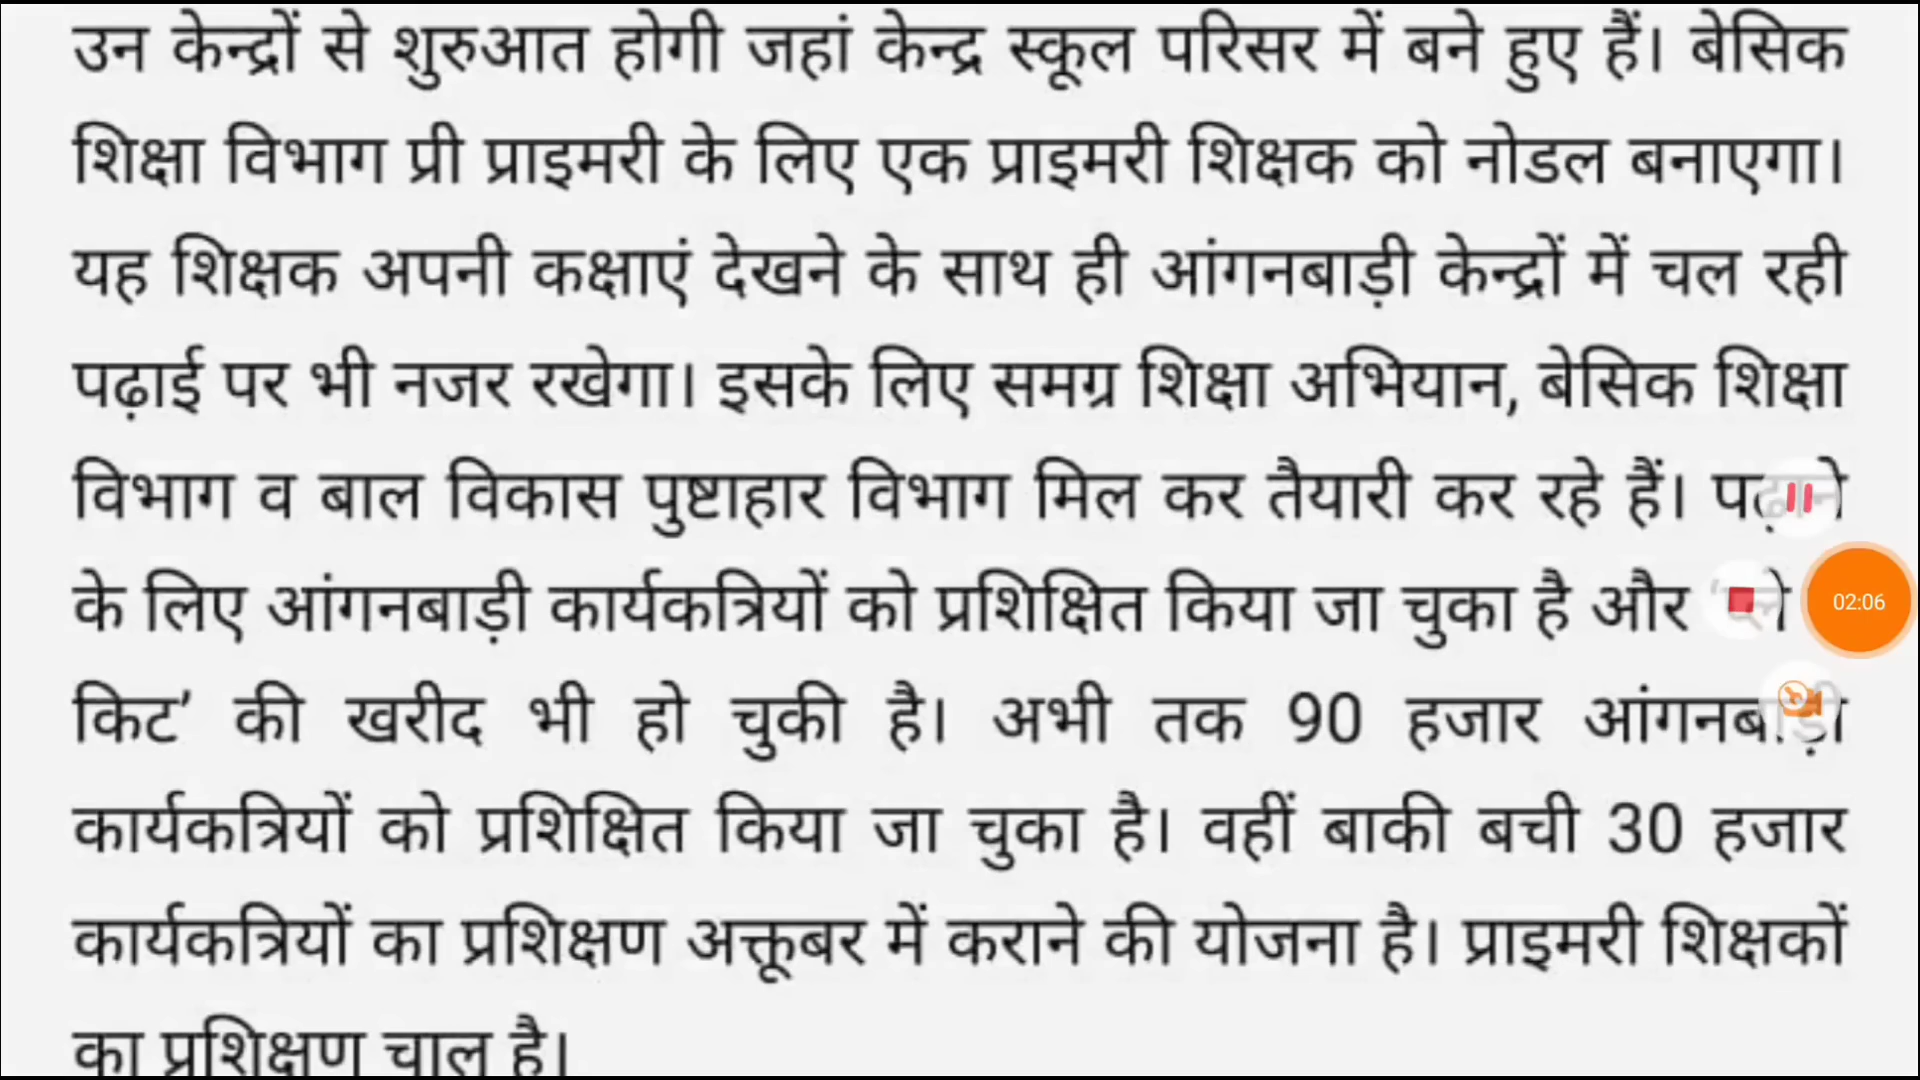 उन केन्द्रों से शुरुआत होगी जहां केन्द्र स्कूल परिसर में बने हुए हैं। बेसिक
शिक्षा विभाग प्री प्राइमरी के लिए एक प्राइमरी शिक्षक को नोडल बनाएगा।
यह शिक्षक अपनी कक्षाएं देखने के साथ ही आंगनबाड़ी केन्द्रों में चल रही
पढ़ाई पर भी नजर रखेगा। इसके लिए समग्र शिक्षा अभियान, बेसिक शिक्षा
विभाग व बाल विकास पुष्टाहार विभाग मिल कर तैयारी कर रहे हैं। पढ़ाने
के लिए आंगनबाड़ी कार्यकत्रियों को प्रशिक्षित किया जा चुका है और
02:06
किट’ की खरीद भी हो चुकी है। अभी तक 90 हजार आंगनबाड़ी
कार्यकत्रियों को प्रशिक्षित किया जा चुका है। वहीं बाकी बची 30 हजार
कार्यकत्रियों का प्रशिक्षण अक्तूबर में कराने की योजना है। प्राइमरी शिक्षकों
का प्रशिक्षण चालू है।